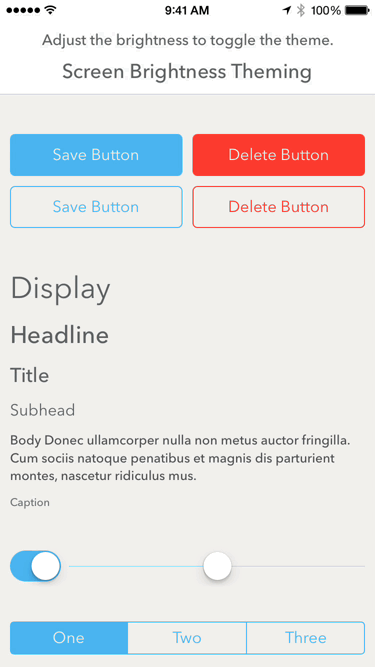 9:41 AM 100%
Adjust the brightness to toggle the theme.
Screen Brightness Theming
Save Button Delete Button
Save Button Delete Button
Display
Headline
Title
Subhead
Body Donec ullamcorper nulla non metus auctor fringilla.
Cum sociis natoque penatibus et magnis dis parturient
montes, nascetur ridiculus mus.
Caption
One Two Three